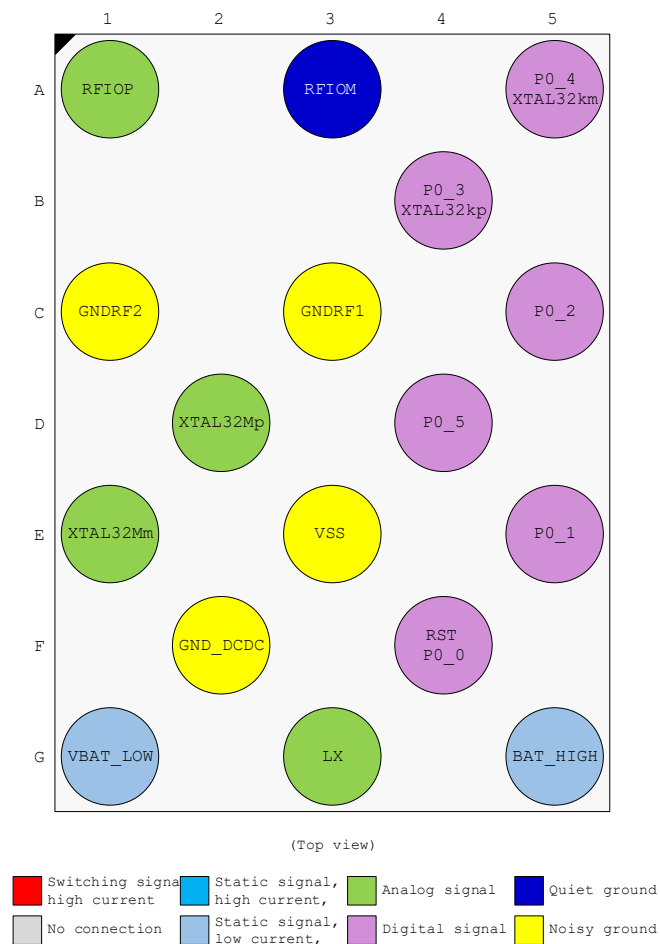 1 2 3 4 5
A RFIOP RFIOM P0_4
XTAL32km
B P0_3
XTAL32kp
C GNDRF2 GNDRF1 P0_2
D XTAL32Mp P0_5
E XTAL32Mm VSS P0_1
F GND_DCDC RST
P0_0
G VBAT_LOW LX BAT_HIGH
(Top view)
Switching signa
high current
Static signal,
high current,
Analog signal
Quiet ground
No connection
Static signal,
low current,
Digital signal
Noisy ground